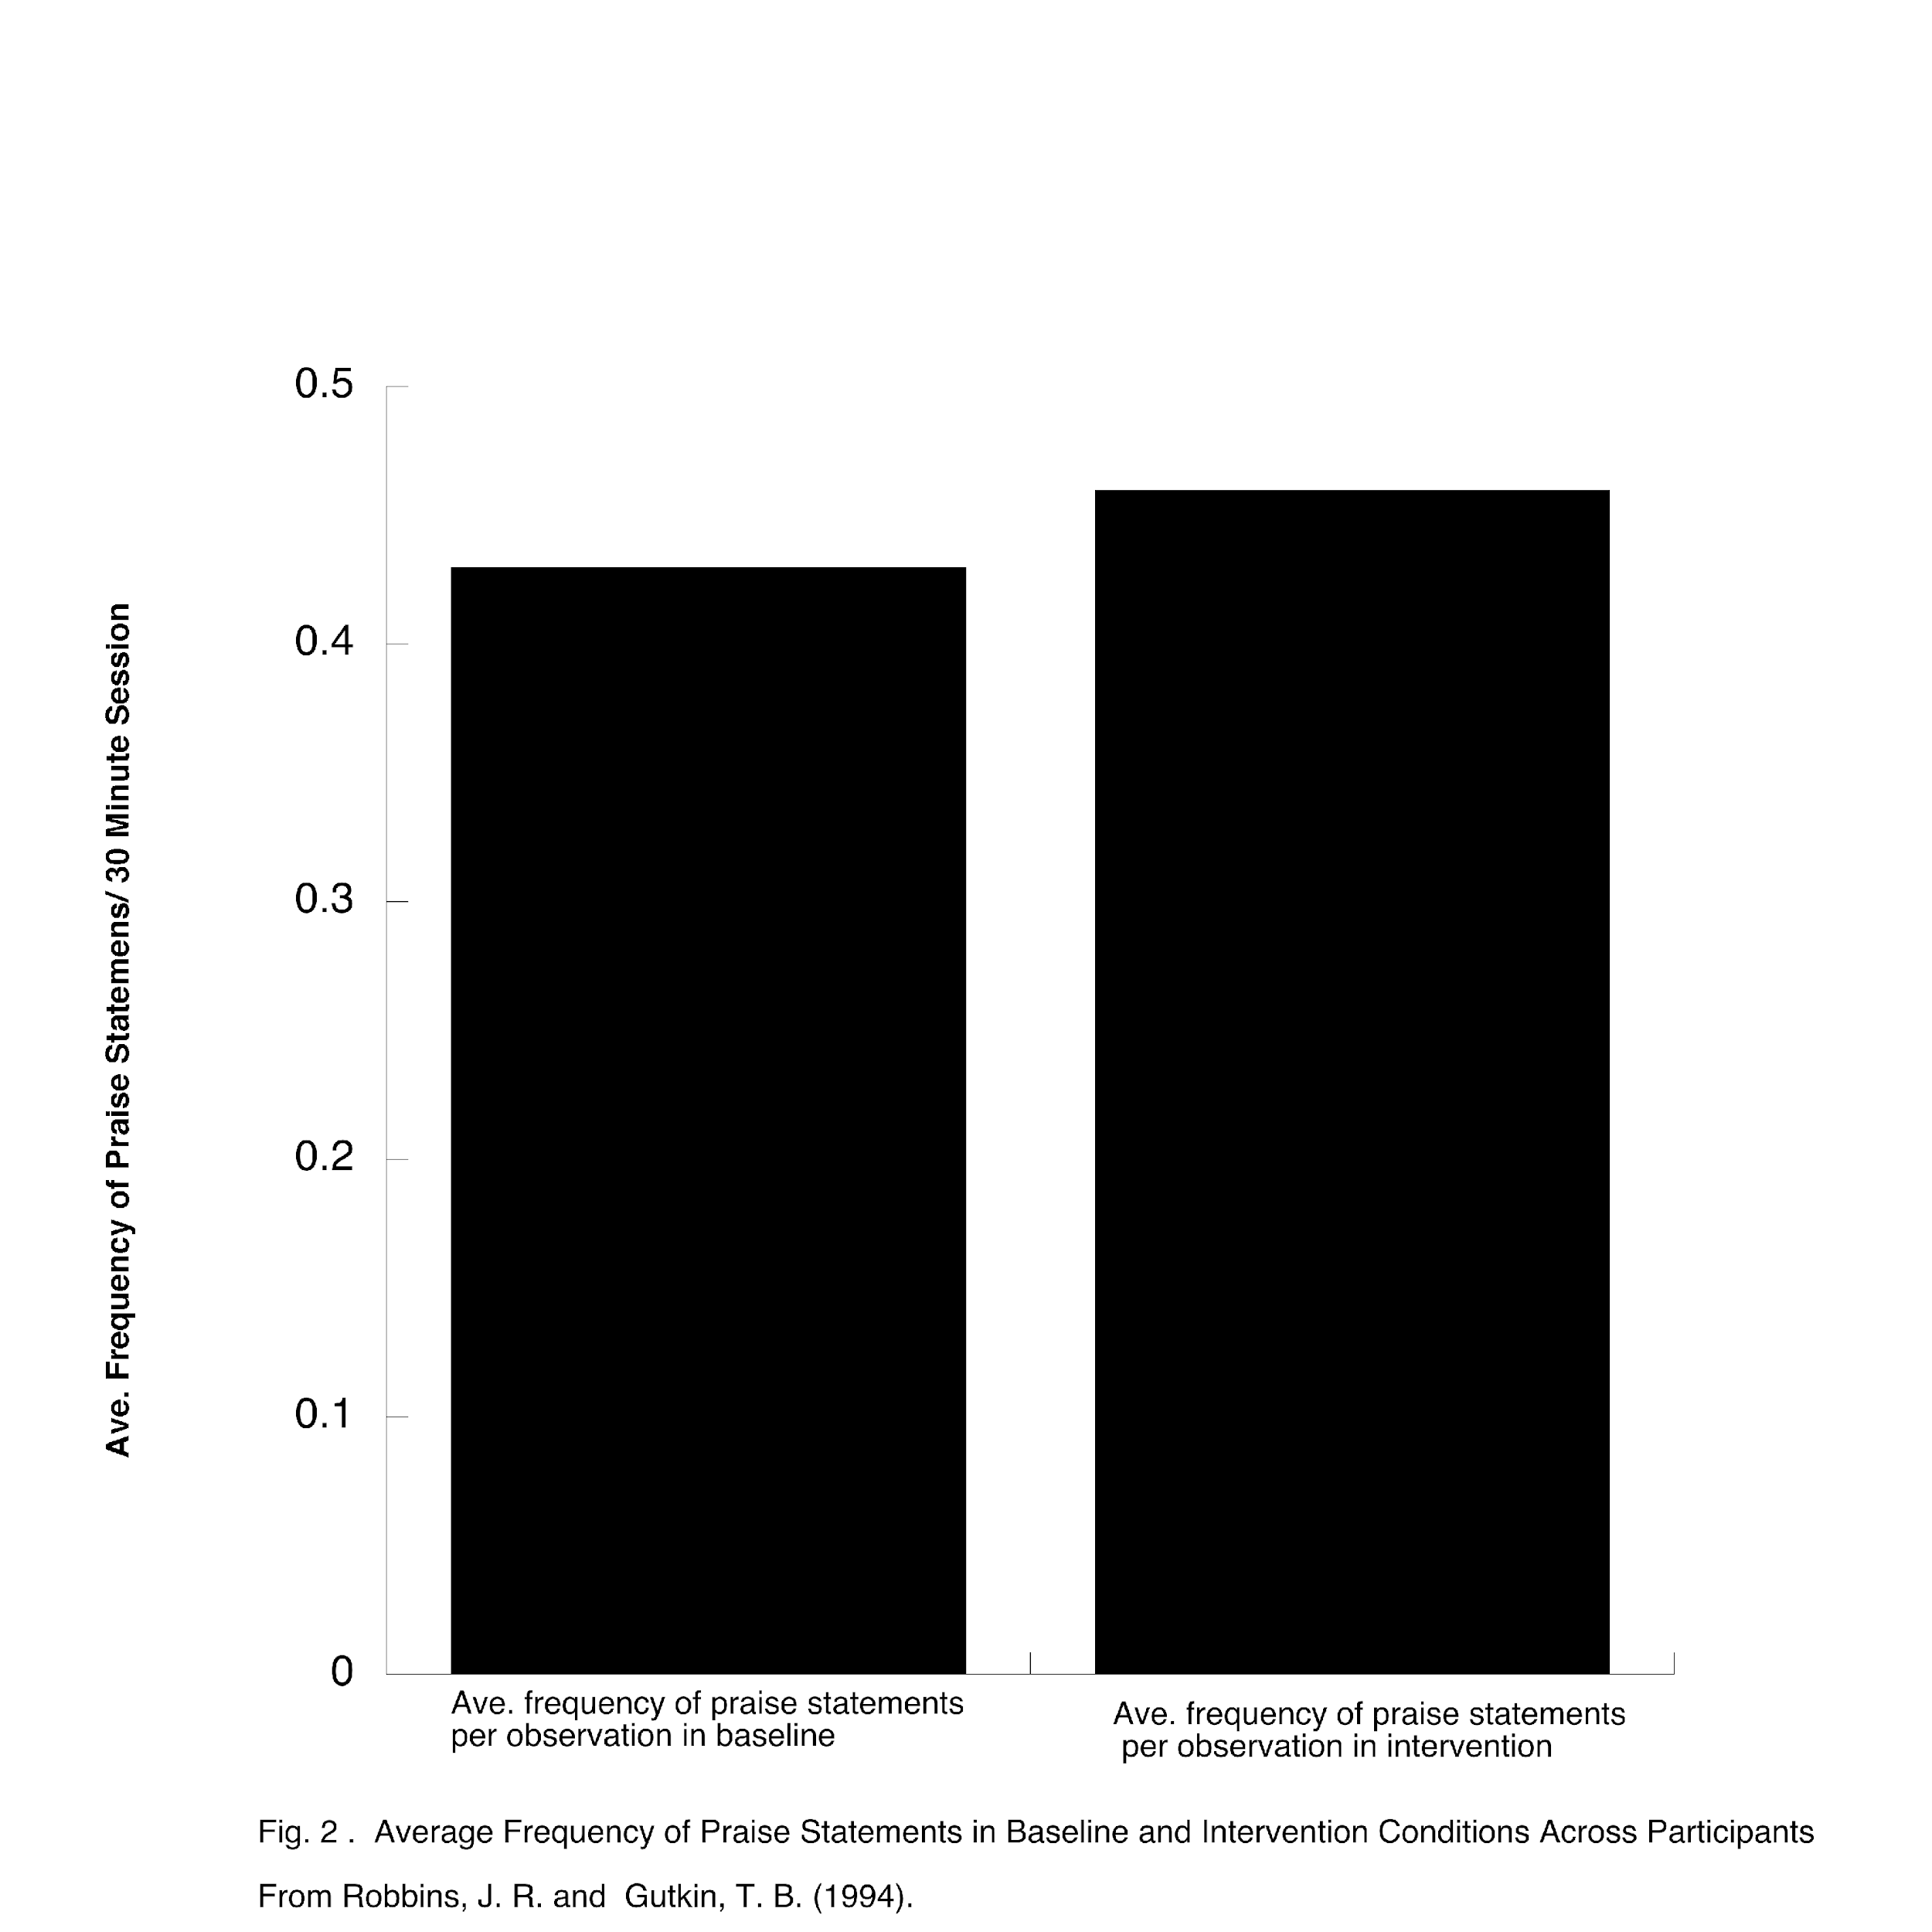 0.5
0.4
0.3
0.2
0.1
0
Ave. Frequency of Praise Statemens/ 30 Minute Session
Ave. frequency of praise statements
per observation in baseline
Ave. frequency of praise statements
per observation in intervention
Fig. 2 . Average Frequency of Praise Statements in Baseline and Intervention Conditions Across Participants
From Robbins, J. R. and Gutkin, T. B. (1994).